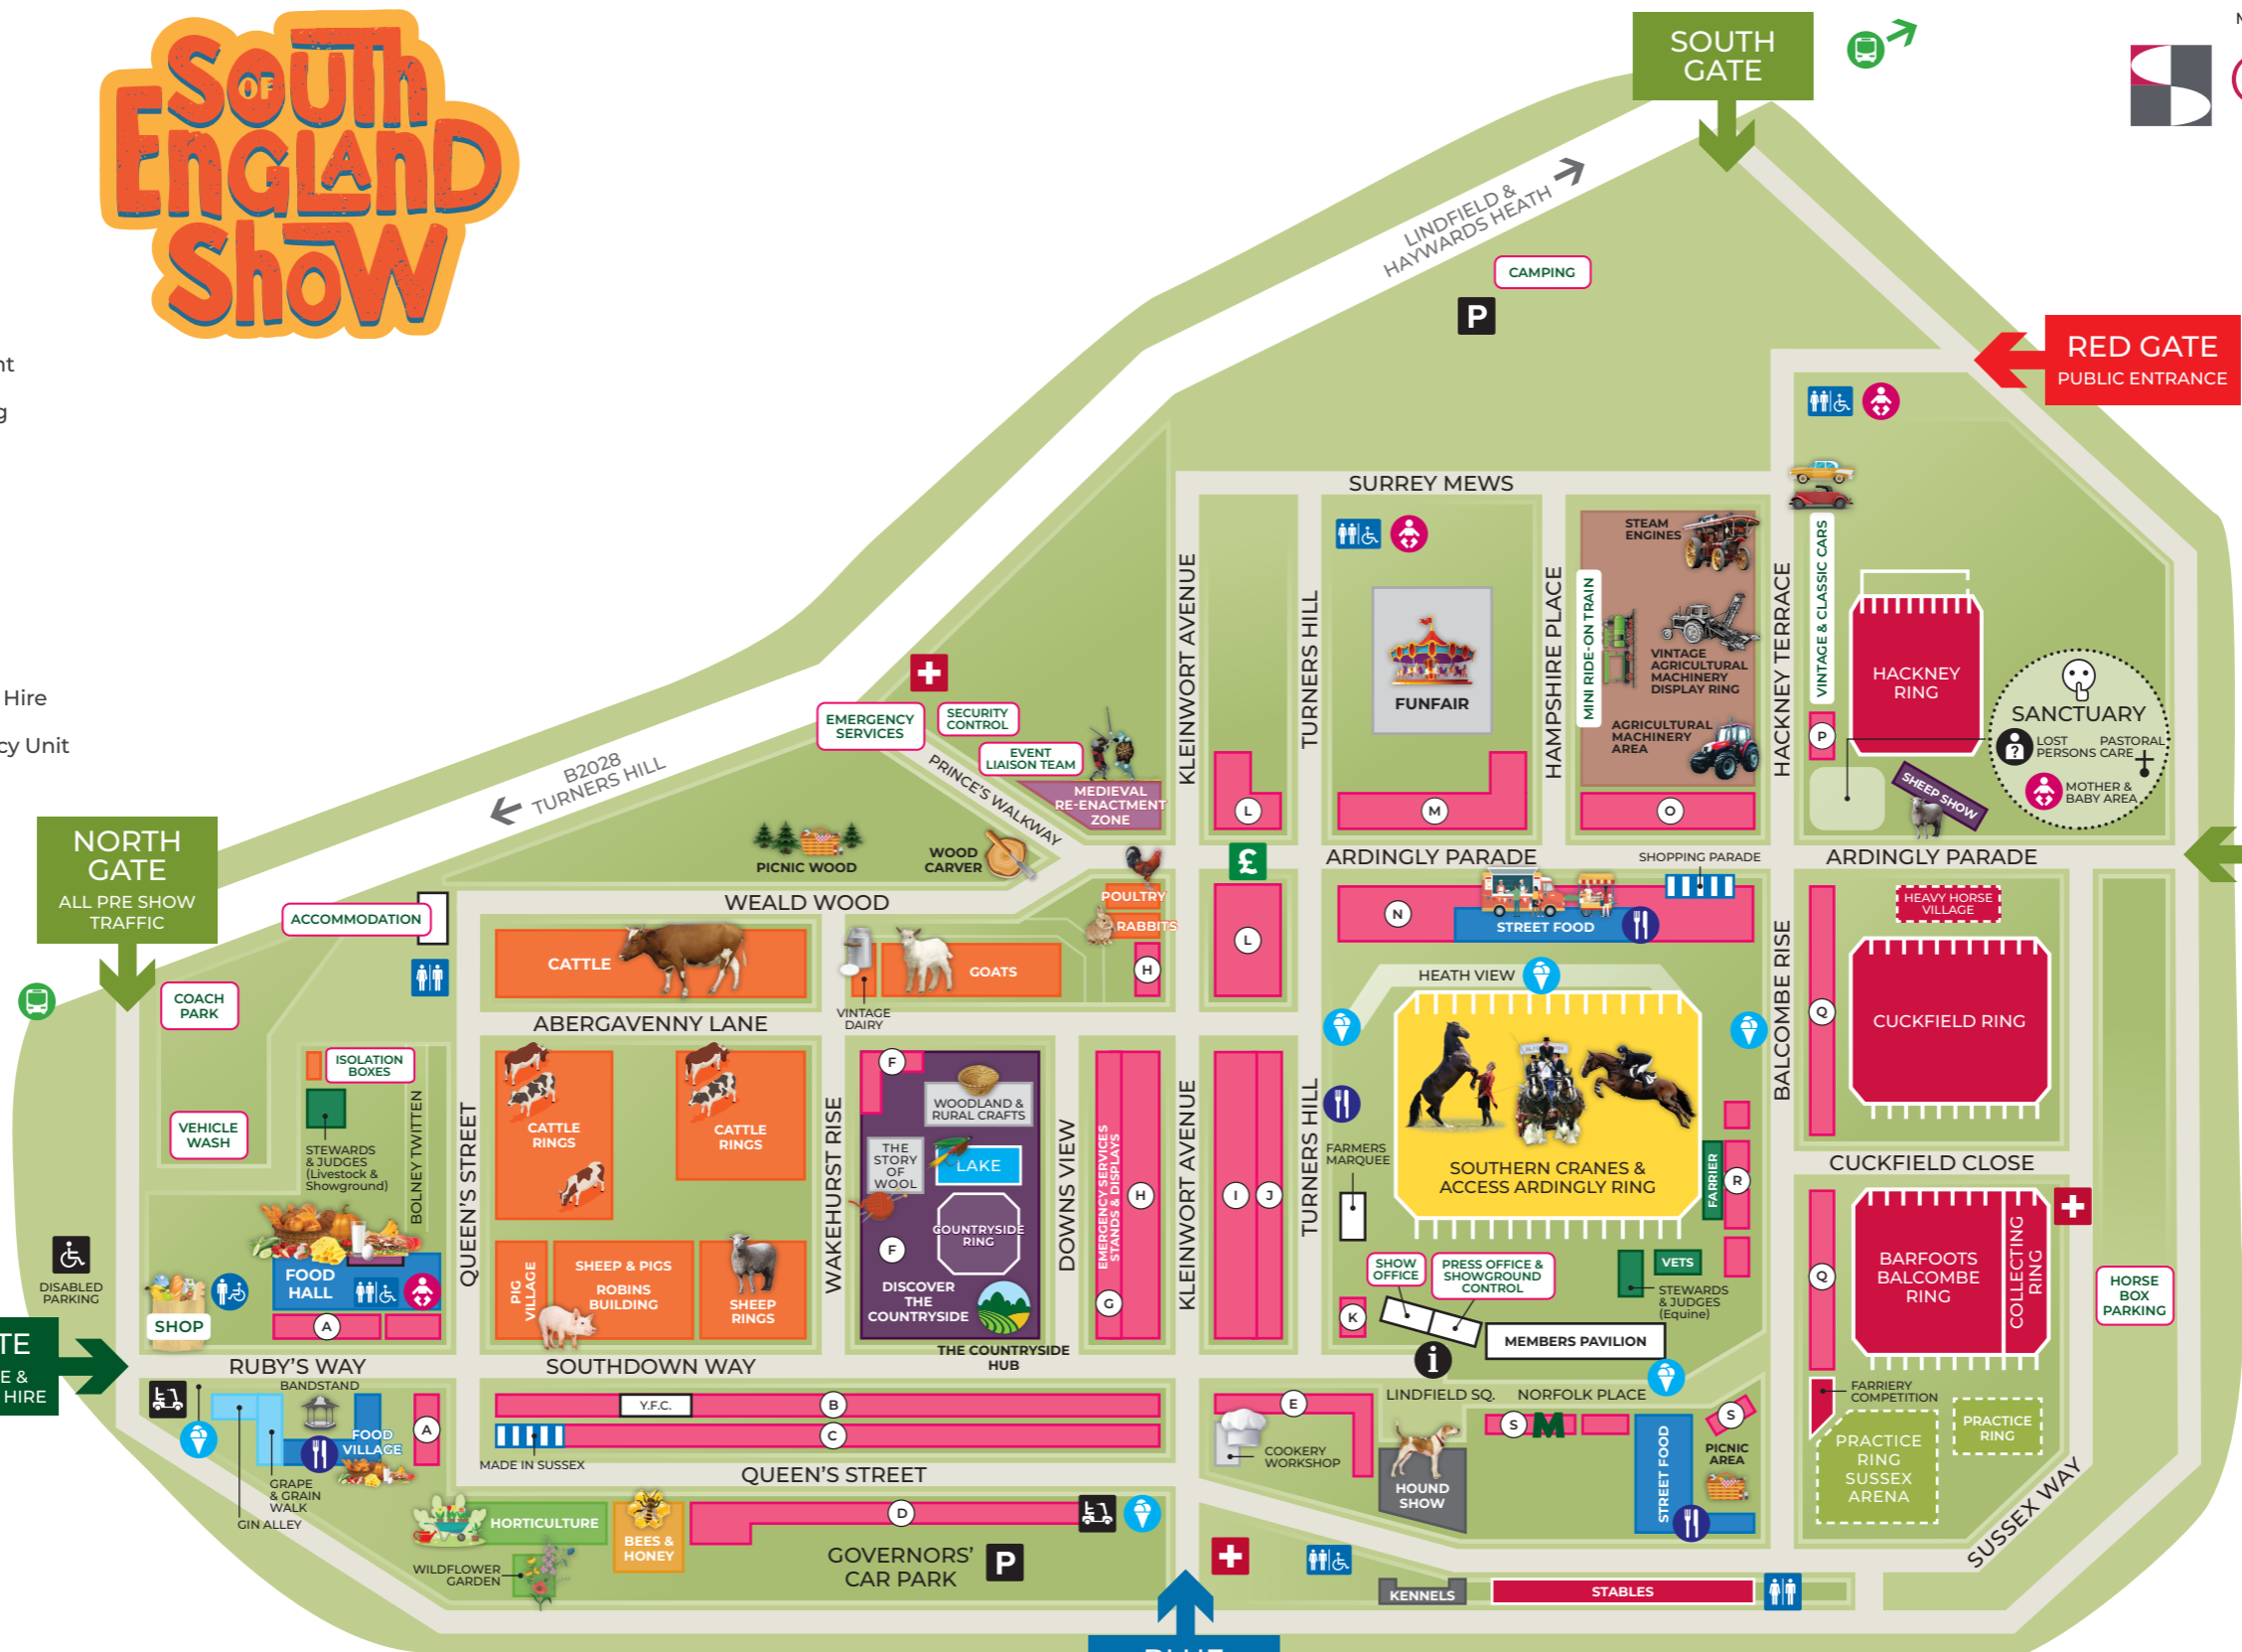 SOUTH
OF
ENGLAND
SHOW
SOUTH
GATE
LINDFIELD &
HAYWARDS HEATH
CAMPING
P
RED GATE
PUBLIC ENTRANCE
nt
g
Hire
cy Unit
SURREY MEWS
STEAM
ENGINES
MINI RIDE-ON TRAIN
VINTAGE
AGRICULTURAL
MACHINERY
DISPLAY RING
AGRICULTURAL
MACHINERY
AREA
KLEINWORT AVENUE
TURNERS HILL
HAMPSHIRE PLACE
HACKNEY TERRACE
VINTAGE & CLASSIC CARS
FUNFAIR
HACKNEY
RING
SANCTUARY
LOST
PERSONS
PASTORAL
CARE
MOTHER &
BABY AREA
SHEEP SHOW
P
L
M
O
EMERGENCY
SERVICES
SECURITY
CONTROL
EVENT
LIAISON TEAM
PRINCE'S WALKWAY
MEDIEVAL
RE-ENACTMENT
ZONE
B2028
TURNERS HILL
NORTH
GATE
ALL PRE SHOW
TRAFFIC
PICNIC WOOD
WOOD
CARVER
£
ARDINGLY PARADE
SHOPPING PARADE
ARDINGLY PARADE
ACCOMMODATION
WEALD WOOD
POULTRY
RABBITS
H
L
N
STREET FOOD
HEAVY HORSE
VILLAGE
CATTLE
GOATS
VINTAGE
DAIRY
HEATH VIEW
BALCOMBE RISE
Q
CUCKFIELD RING
COACH
PARK
ABERGAVENNY LANE
ISOLATION
BOXES
VEHICLE
WASH
STEWARDS
& JUDGES
(Livestock &
Showground)
BOLNEY TWITTEN
QUEEN'S STREET
CATTLE
RINGS
CATTLE
RINGS
WAKEHURST RISE
F
WOODLAND &
RURAL CRAFTS
THE
STORY
OF
WOOL
LAKE
COUNTRYSIDE
RING
F
DISCOVER
THE
COUNTRYSIDE
THE COUNTRYSIDE
HUB
DOWNS VIEW
EMERGENCY SERVICES
STANDS & DISPLAYS
H
G
KLEINWORT AVENUE
I
J
TURNERS HILL
FARMERS
MARQUEE
SOUTHERN CRANES &
ACCESS ARDINGLY RING
FARRIER
R
CUCKFIELD CLOSE
VETS
STEWARDS
& JUDGES
(Equine)
SHOW
OFFICE
PRESS OFFICE &
SHOWGROUND
CONTROL
K
MEMBERS PAVILION
i
Q
BARFOOTS
BALCOMBE
RING
COLLECTING
RING
HORSE
BOX
PARKING
DISABLED
PARKING
SHOP
FOOD
HALL
A
PIG
VILLAGE
SHEEP & PIGS
ROBINS
BUILDING
SHEEP
RINGS
TE
E &
HIRE
RUBY'S WAY
SOUTHDOWN WAY
BANDSTAND
FOOD
VILLAGE
A
GRAPE
& GRAIN
WALK
GIN ALLEY
Y.F.C.
B
C
MADE IN SUSSEX
QUEEN'S STREET
E
COOKERY
WORKSHOP
LINDFIELD SQ.
NORFOLK PLACE
HOUND
SHOW
S
M
S
STREET FOOD
PICNIC
AREA
FARRIERY
COMPETITION
PRACTICE
RING
SUSSEX
ARENA
PRACTICE
RING
SUSSEX WAY
HORTICULTURE
BEES &
HONEY
WILDFLOWER
GARDEN
D
GOVERNORS'
CAR PARK
P
KENNELS
STABLES